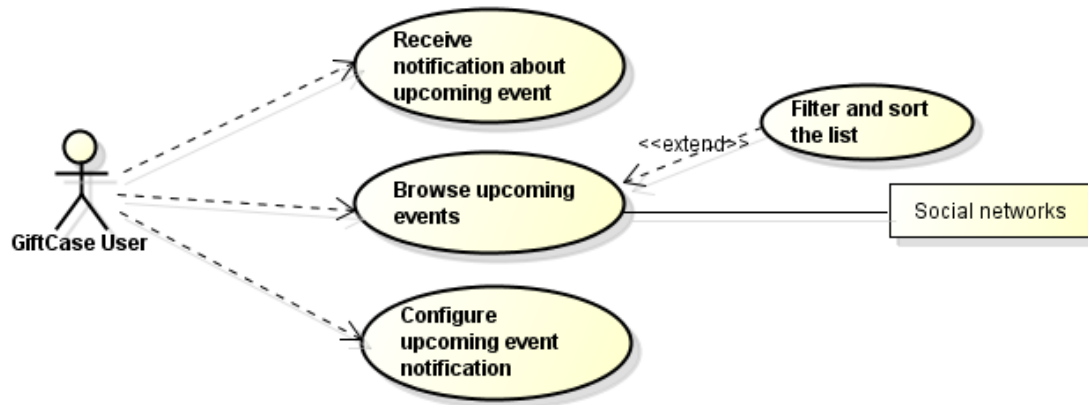 Receive
notification about
upcoming event
Filter and sort
the list
<<extend>>
Browse upcoming
events
Social networks
GiftCase User
Configure
upcoming event
notification